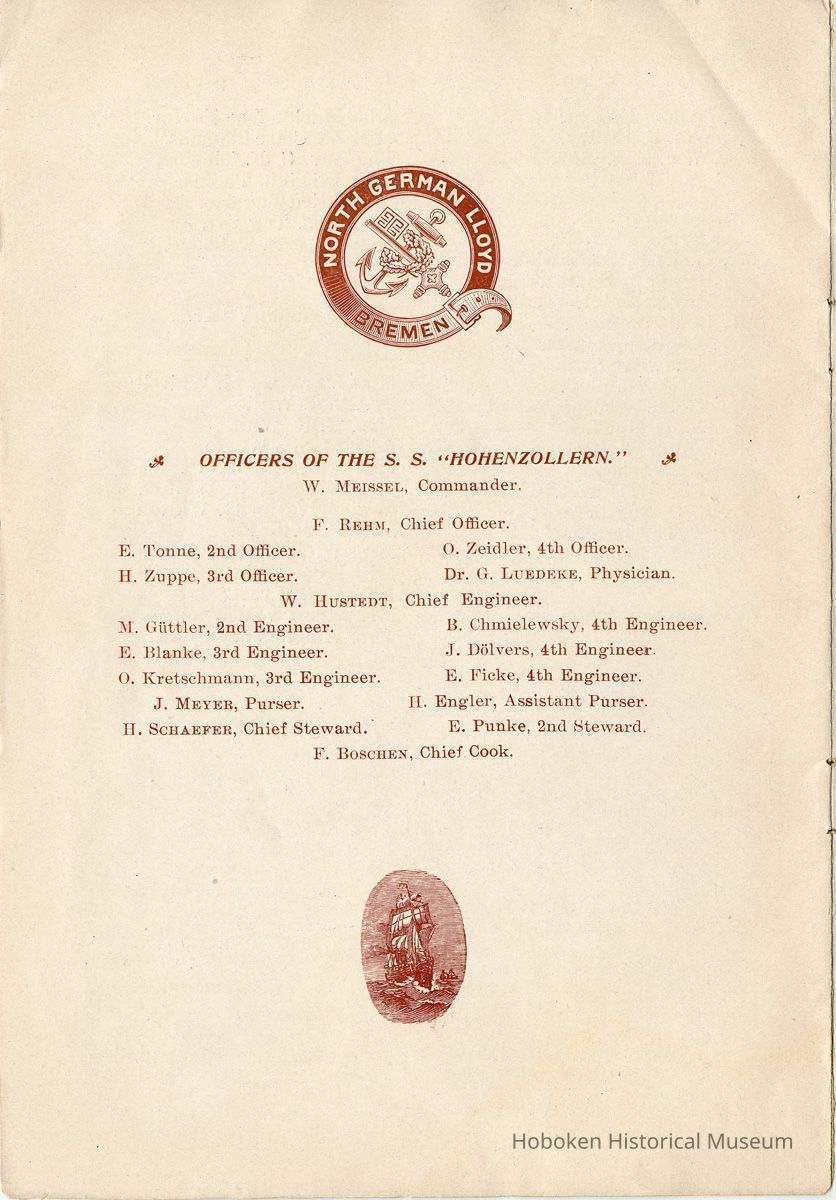 NORTH GERMAN LLOYD
BREMEN
OFFICERS OF THE S. S. “HOHENZOLLERN.”
W. MEISSEL, Commander.
F. REHM, Chief Officer.
E. Tonne, 2nd Officer. O. Zeidler, 4th Officer.
H. Zuppe, 3rd Officer. Dr. G. LUEDEKE, Physician.
W. HUSTEDT, Chief Engineer.
M. Güttler, 2nd Engineer. B. Chmielewsky, 4th Engineer.
E. Blanke, 3rd Engineer. J. Dölvers, 4th Engineer.
O. Kretschmann, 3rd Engineer. E. Ficke, 4th Engineer.
J. MEYER, Purser. H. Engler, Assistant Purser.
H. SCHAEFER, Chief Steward. E. Punke, 2nd Steward.
F. BOSCHEN, Chief Cook.
Hoboken Historical Museum